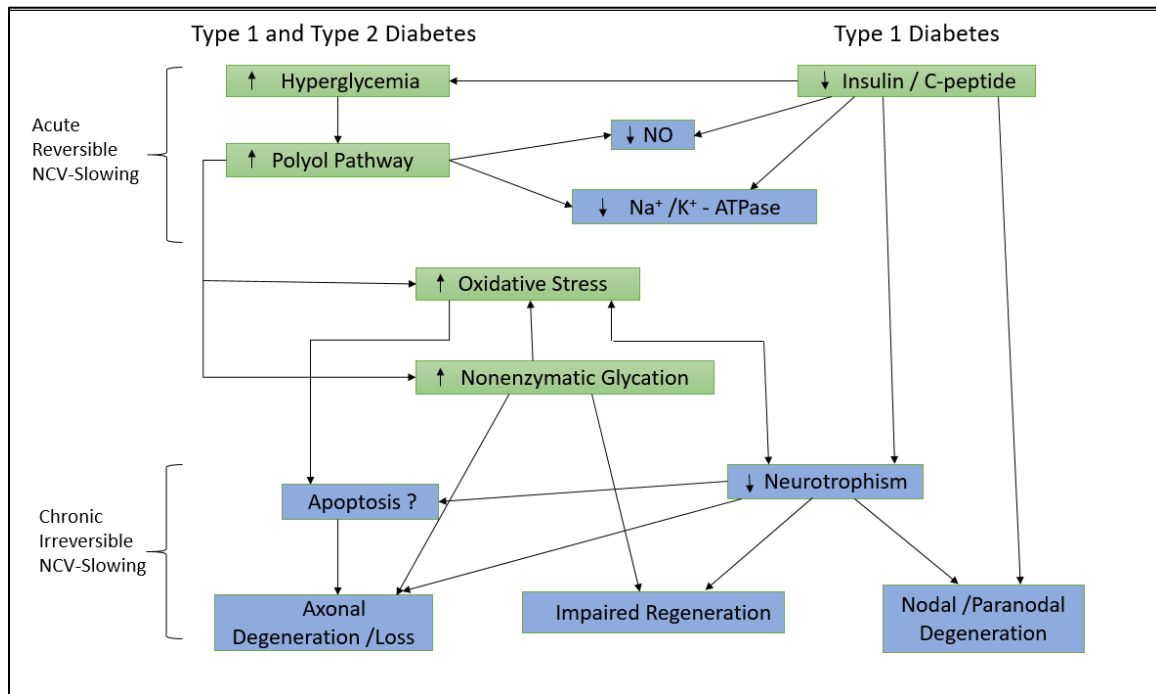 Type 1 and Type 2 Diabetes
Type 1 Diabetes
↑ Hyperglycemia
↓ Insulin / C-peptide
Acute
Reversible
NCV-Slowing
↓ NO
↑ Polyol Pathway
↓ Na⁺ /K⁺ - ATPase
↑ Oxidative Stress
↑ Nonenzymatic Glycation
↓ Neurotrophism
Apoptosis ?
Chronic
Irreversible
NCV-Slowing
Axonal
Degeneration /Loss
Impaired Regeneration
Nodal /Paranodal
Degeneration